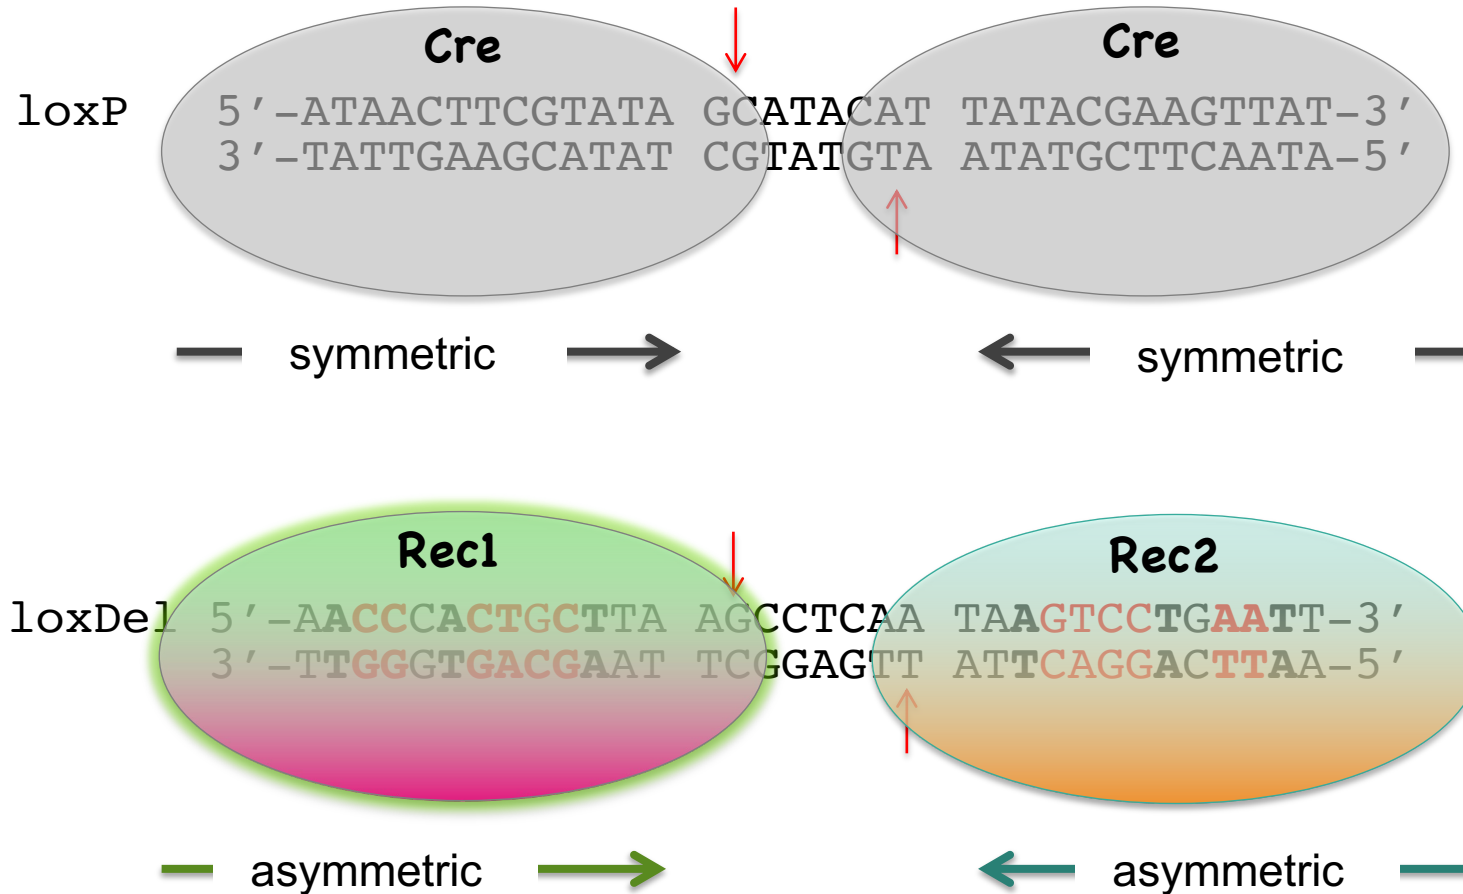 Cre Cre
loxP 5′-ATAACTTCGTATA GCATACAT TATACGAAGTTAT-3′
3′-TATTGAAGCATAT CGTATGTA ATATGCTTCAATA-5′
symmetric symmetric
Rec1 Rec2
loxDel 5′-AACCCACTGCTTA AGCCTCAA TAAGTCCTGAATT-3′
3′-TTGGGTGACGAAT TCGGAGTT ATTCAGGACTTAA-5′
asymmetric asymmetric